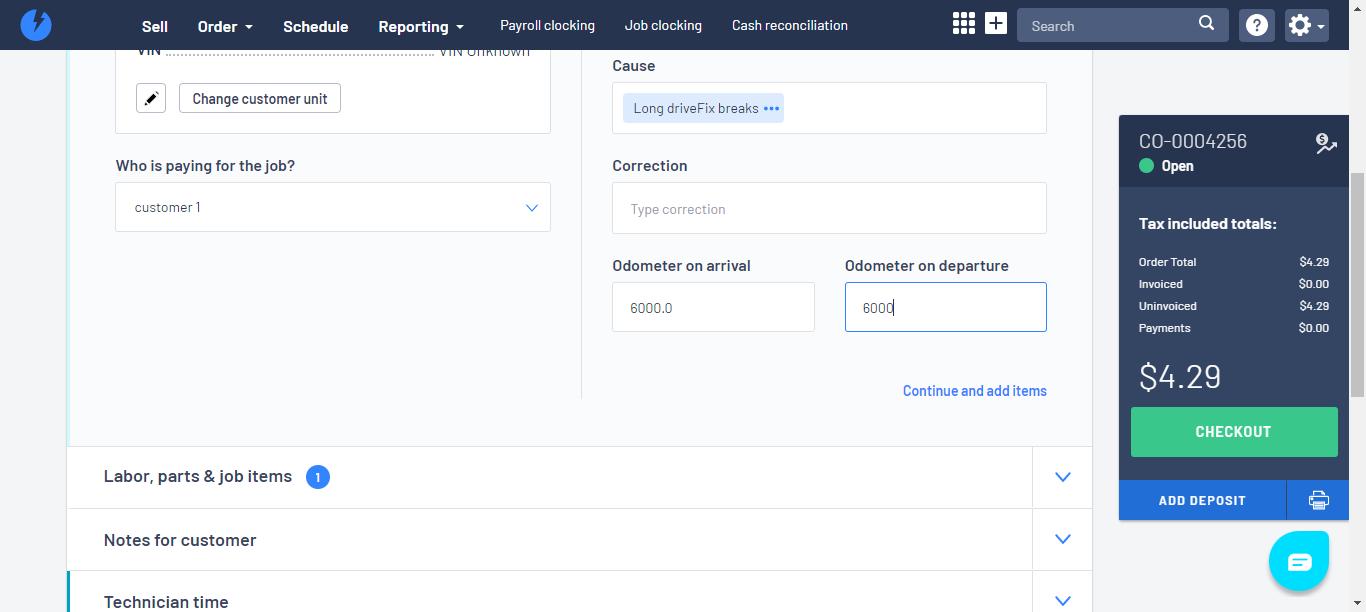 Sell Order Schedule Reporting Payroll clocking Job clocking Cash reconciliation Search
VIN VIN Unknown
Change customer unit
Who is paying for the job?
customer 1
Cause
Long driveFix breaks •••
Correction
Type correction
Odometer on arrival Odometer on departure
6000.0 6000
Continue and add items
Labor, parts & job items 1
Notes for customer
Technician time
CO-0004256
Open
Tax included totals:
Order Total $4.29
Invoiced $0.00
Uninvoiced $4.29
Payments $0.00
$4.29
CHECKOUT
ADD DEPOSIT